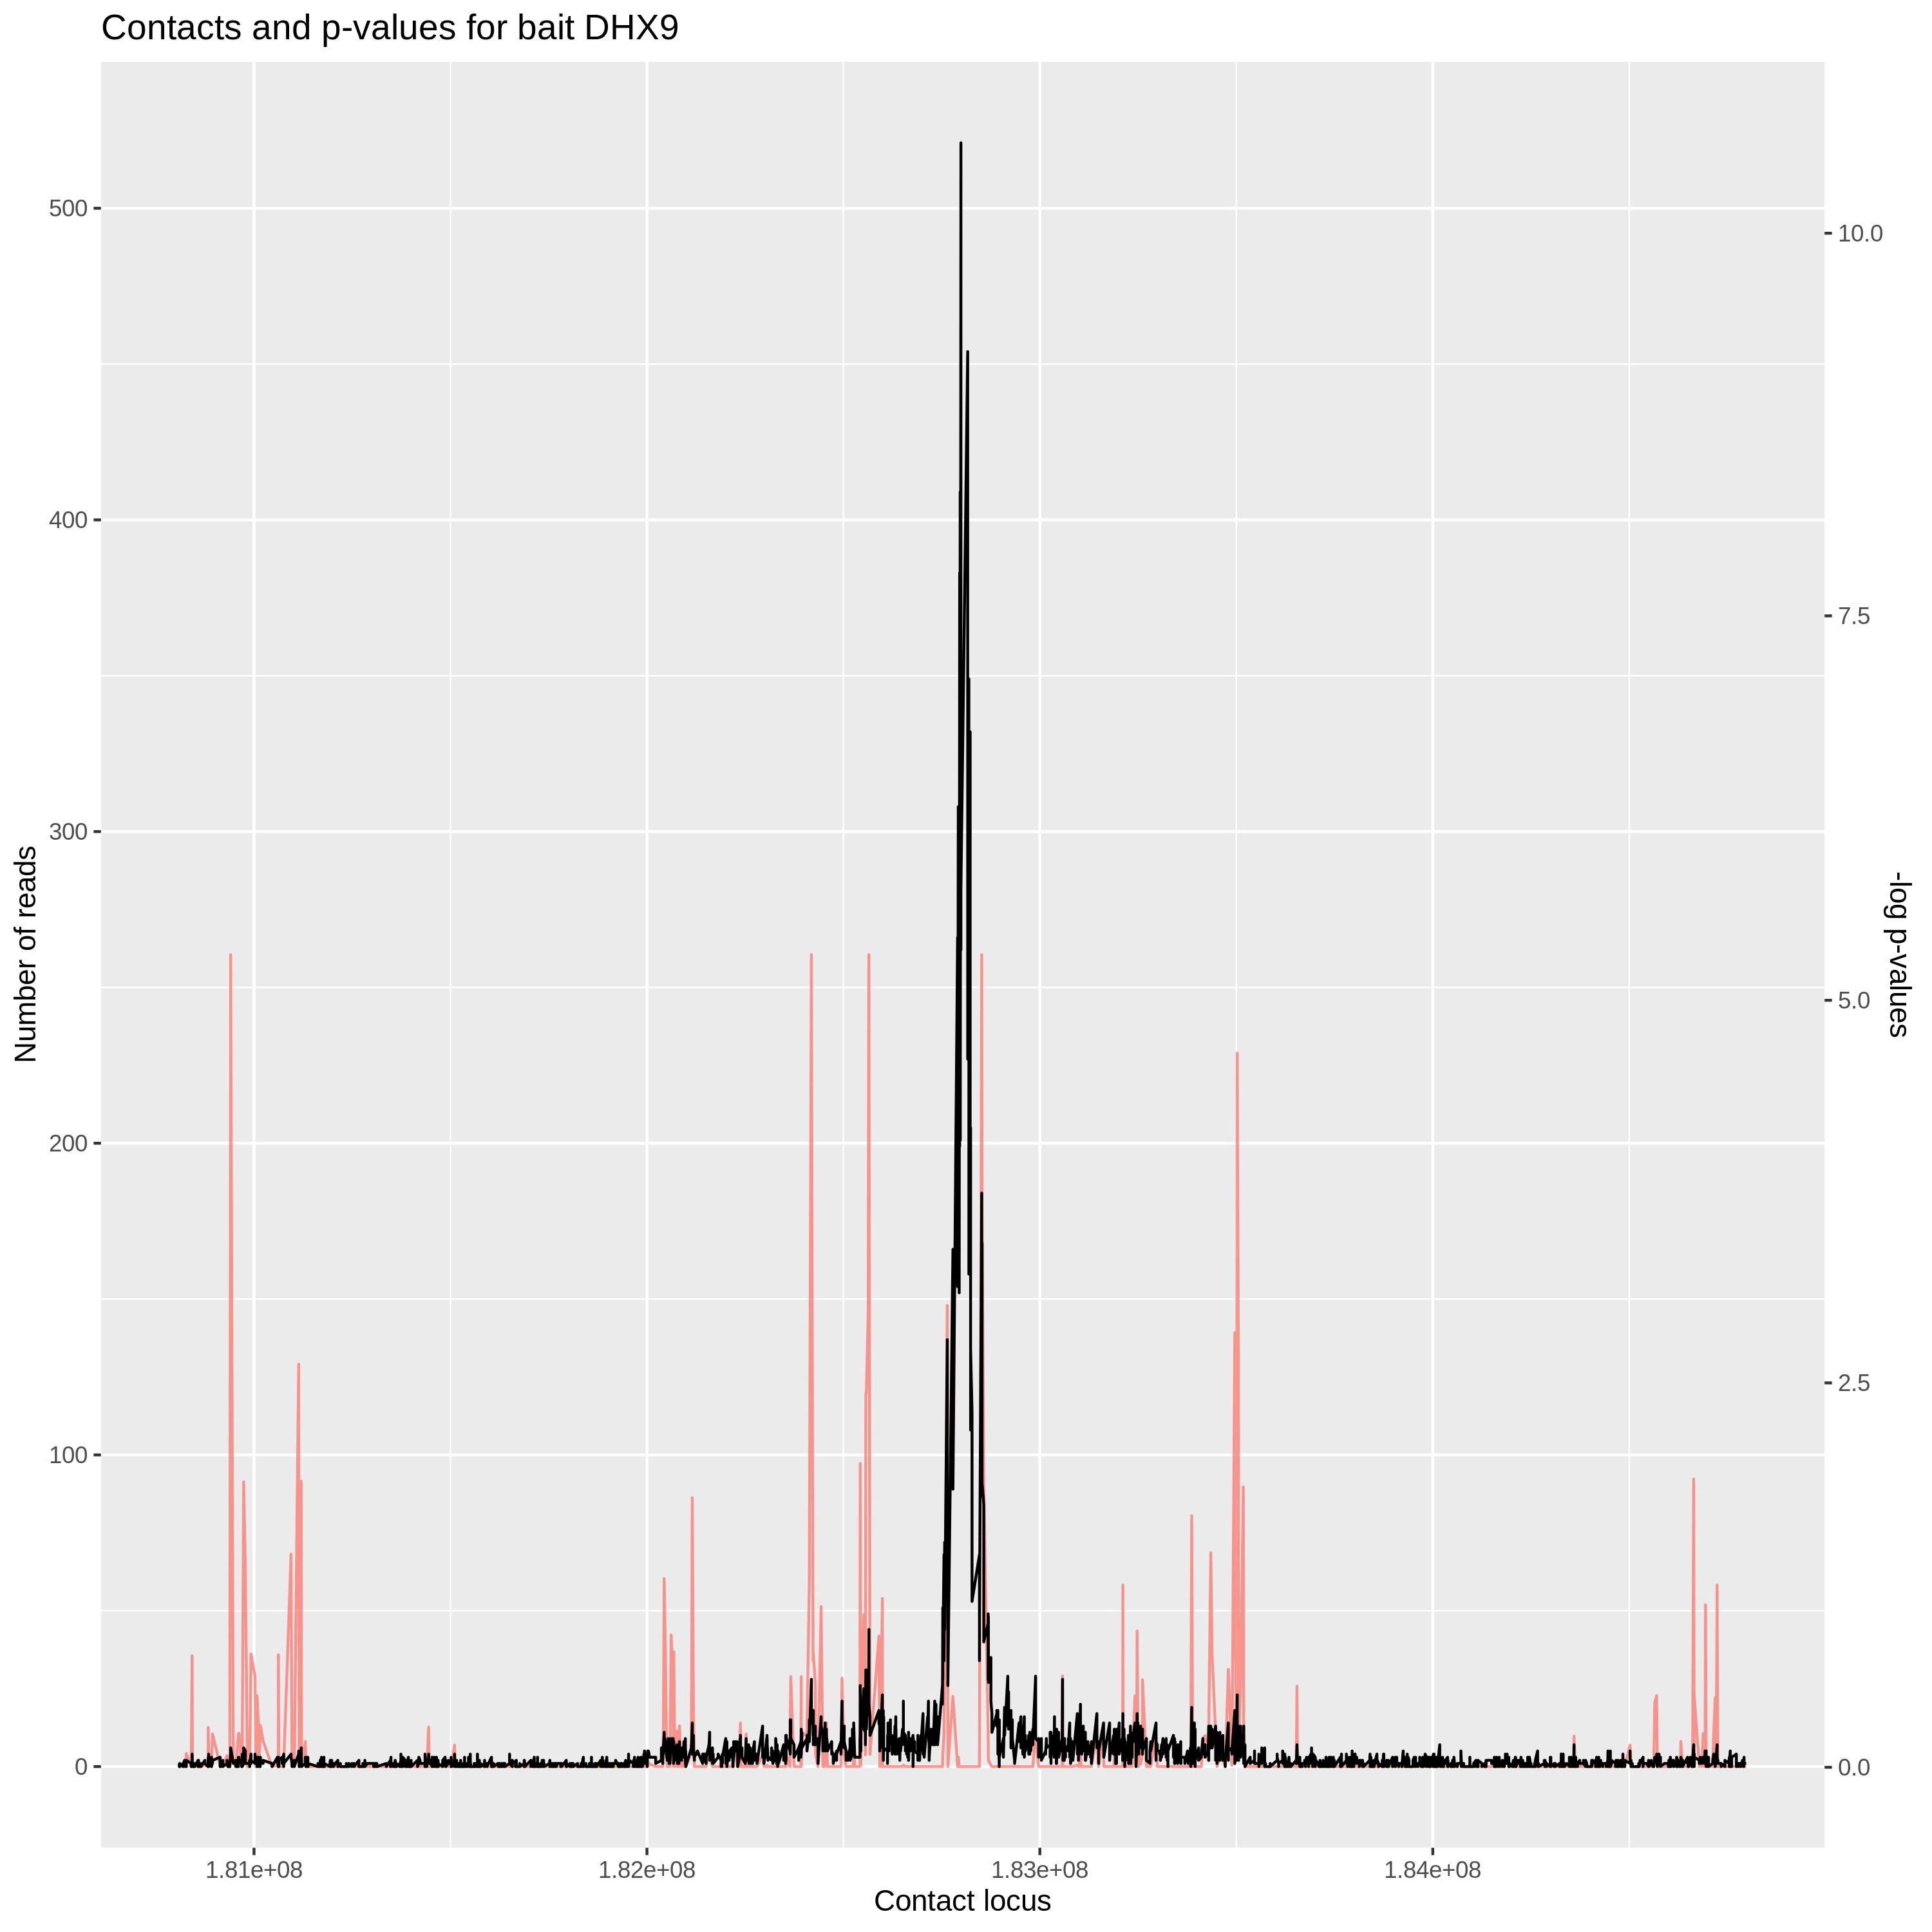 Contacts and p-values for bait DHX9
Number of reads
500
400
300
200
100
0
10.0
7.5
5.0
2.5
0.0
-log p-values
1.81e+08
1.82e+08
1.83e+08
1.84e+08
Contact locus